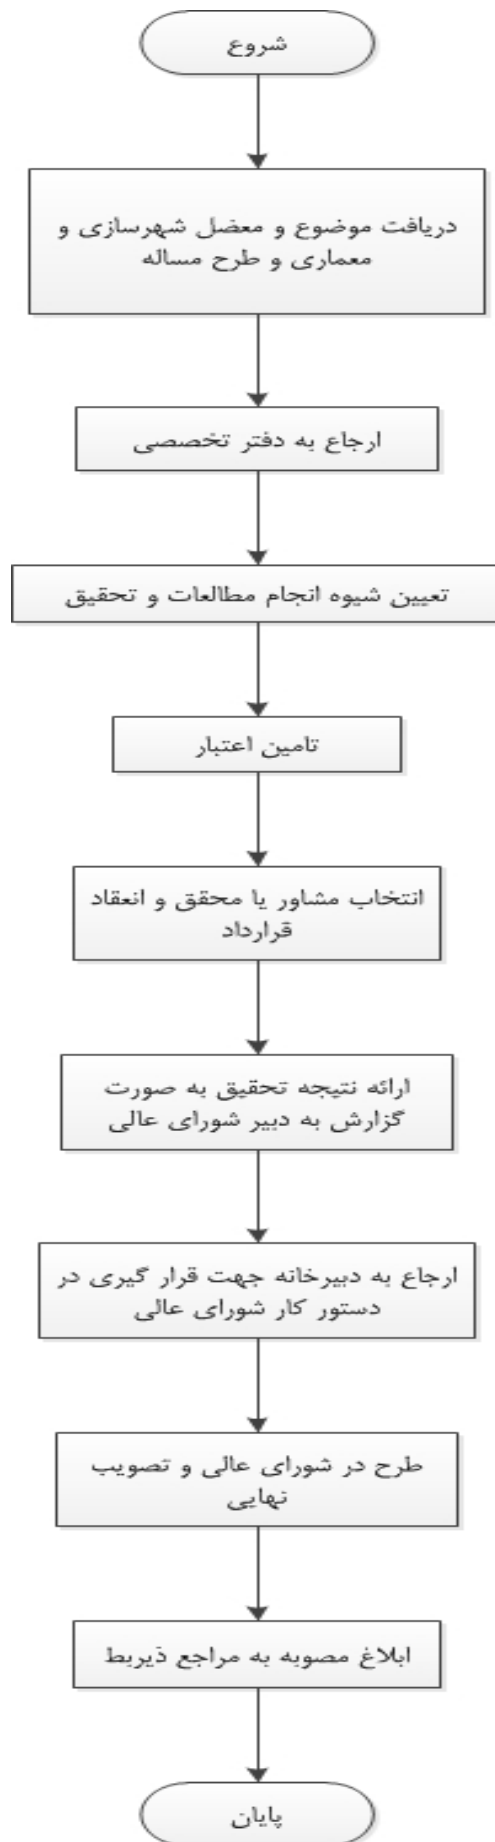 شروع
دریافت موضوع و معضل شهرسازی و
معماری و طرح مساله
ارجاع به دفتر تخصصی
تعیین شیوه انجام مطالعات و تحقیق
تامین اعتبار
انتخاب مشاور یا محقق و انعقاد
قرارداد
ارائه نتیجه تحقیق به صورت
گزارش به دبیر شورای عالی
ارجاع به دبیرخانه جهت قرار گیری در
دستور کار شورای عالی
طرح در شورای عالی و تصویب
نهایی
ابلاغ مصوبه به مراجع ذیربط
پایان